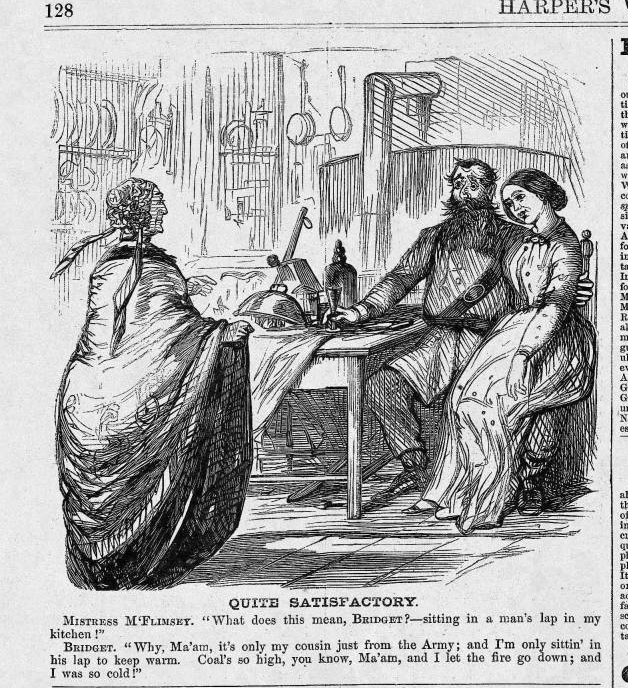 128
HARPER'S
QUITE SATISFACTORY.
MISTRESS M'FLIMSEY. "What does this mean, BRIDGET?—sitting in a man's lap in my
kitchen!"
BRIDGET. "Why, Ma'am, it's only my cousin just from the Army; and I'm only sittin' in
his lap to keep warm. Coal's so high, you know, Ma'am, and I let the fire go down; and
I was so cold!"